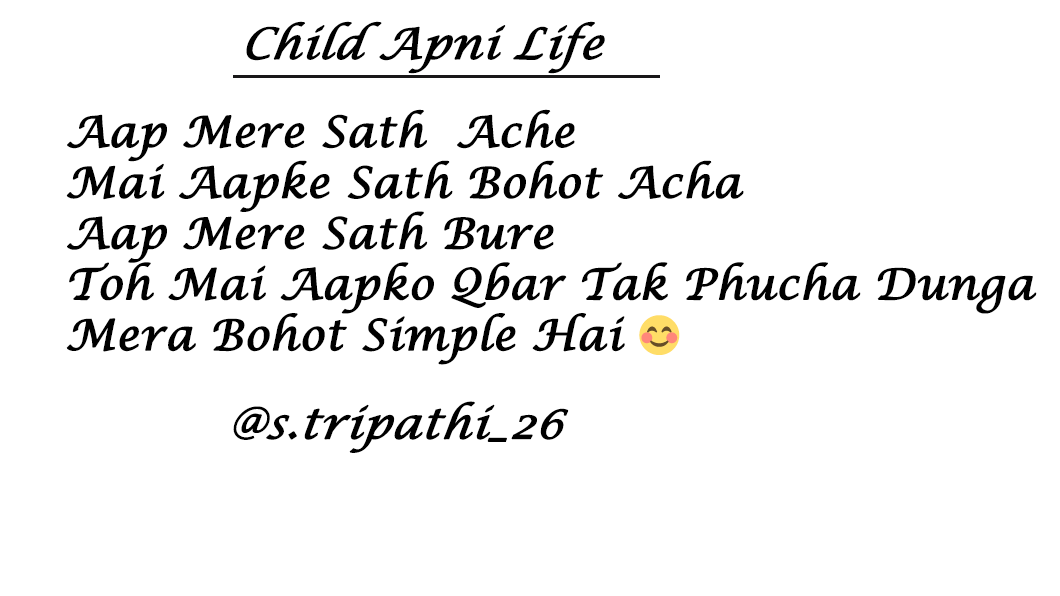 Child Apni Life
Aap Mere Sath Ache
Mai Aapke Sath Bohot Acha
Aap Mere Sath Bure
Toh Mai Aapko Qbar Tak Phucha Dunga
Mera Bohot Simple Hai 😊
@s.tripathi_26